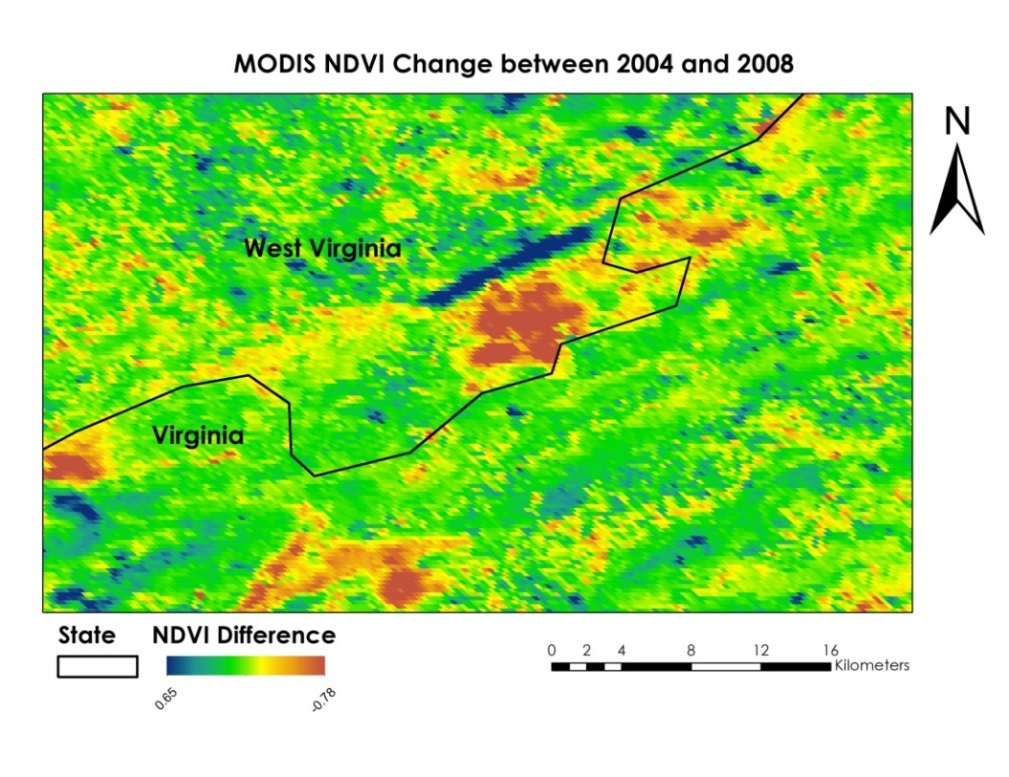 MODIS NDVI Change between 2004 and 2008
N
West Virginia
Virginia
State
NDVI Difference
0.65
-0.78
0 2 4 8 12 16
Kilometers